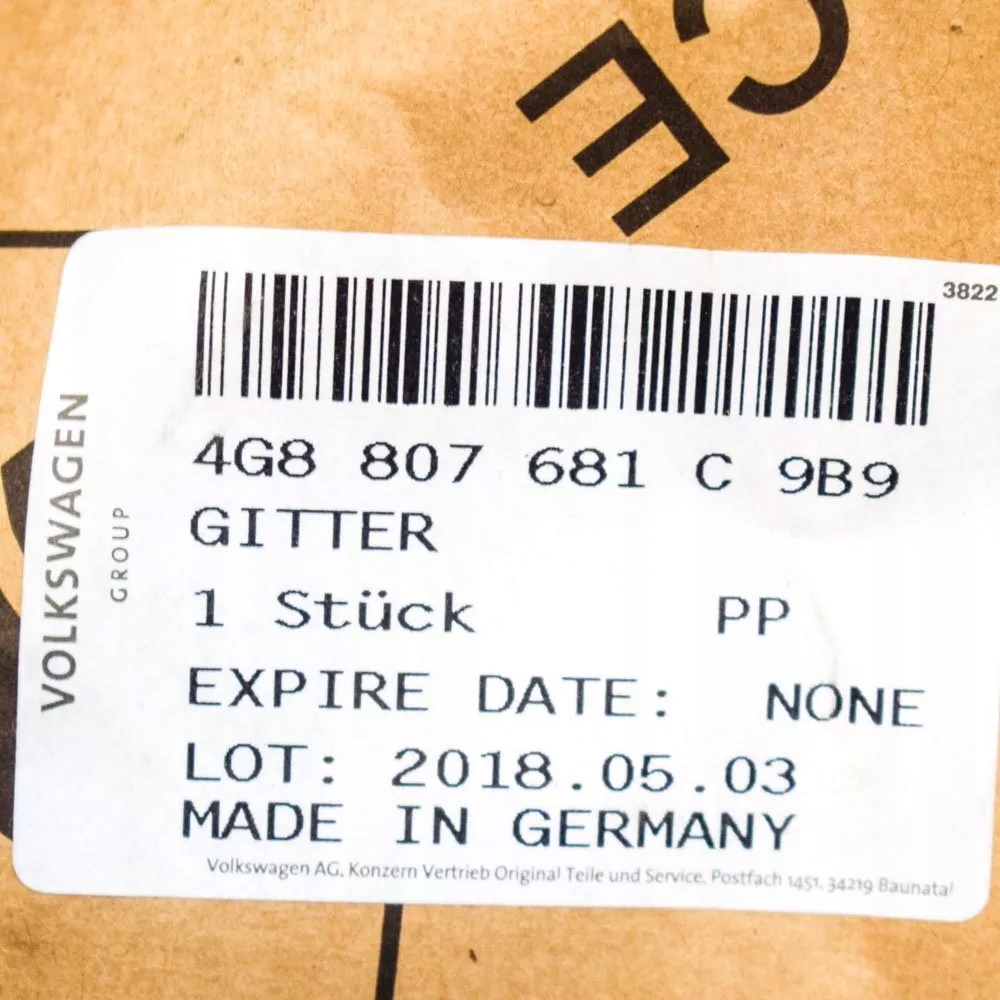 CE
3822
4G8 807 681 C 9B9
GITTER
1 Stück PP
EXPIRE DATE: NONE
LOT: 2018.05.03
MADE IN GERMANY
Volkswagen AG, Konzern Vertrieb Original Teile und Service, Postfach 1451, 34219 Baunatal
VOLKSWAGEN
GROUP